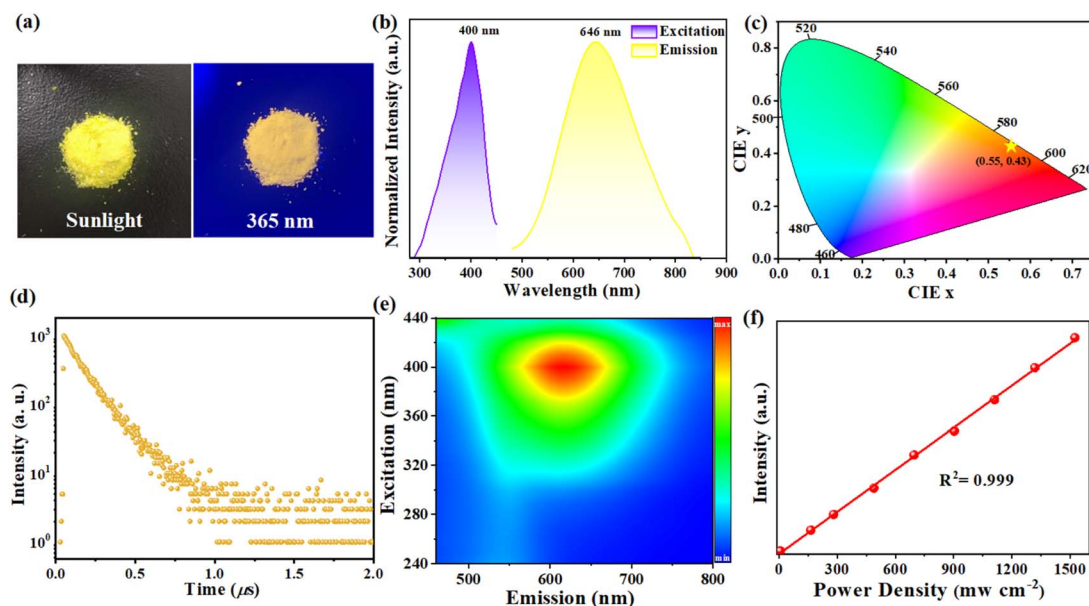 (a)
Sunlight
365 nm
(b)
400 nm
646 nm
Excitation
Emission
Normalized Intensity (a.u.)
300 400 500 600 700 800 900
Wavelength (nm)
(c)
520
540
560
580
600
620
500
480
460
(0.55, 0.43)
0.8
0.6
0.4
0.2
0.0
CIE y
0.0 0.1 0.2 0.3 0.4 0.5 0.6 0.7
CIE x
(d)
10³
10²
10¹
10⁰
Intensity (a. u.)
0.0 0.5 1.0 1.5 2.0
Time (μs)
(e)
440
400
360
320
280
240
Excitation (nm)
max
min
500 600 700 800
Emission (nm)
(f)
Intensity (a.u.)
R²= 0.999
0 300 600 900 1200 1500
Power Density (mw cm⁻²)